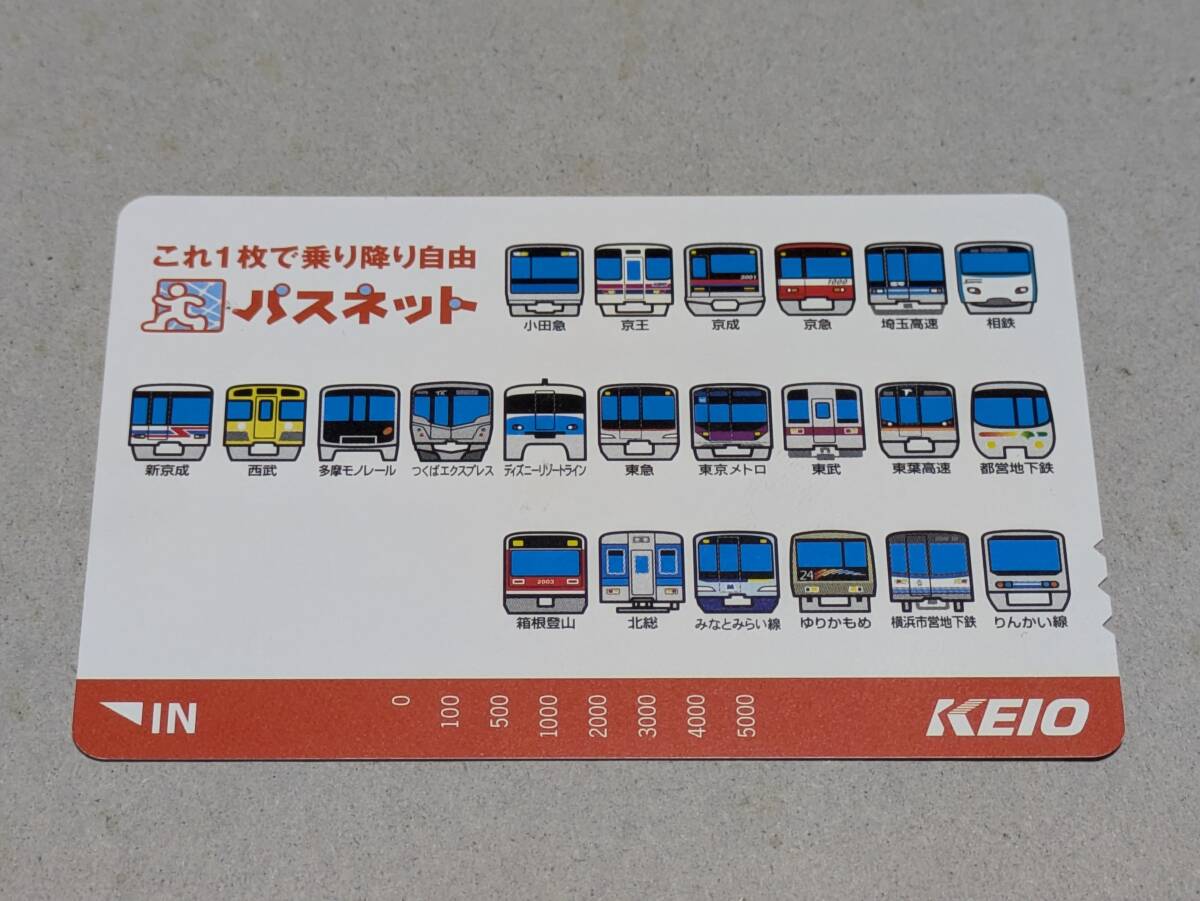 これ1枚で乗り降り自由
パスネット
3001
1000
小田急 京王 京成 京急 埼玉高速 相鉄
TX
新京成 西武 多摩モノレール つくばエクスプレス ディズニーリゾートライン 東急 東京メトロ 東武 東葉高速 都営地下鉄
2003
24
箱根登山 北総 みなとみらい線 ゆりかもめ 横浜市営地下鉄 りんかい線
IN 0 100 500 1000 2000 3000 4000 5000 KEIO